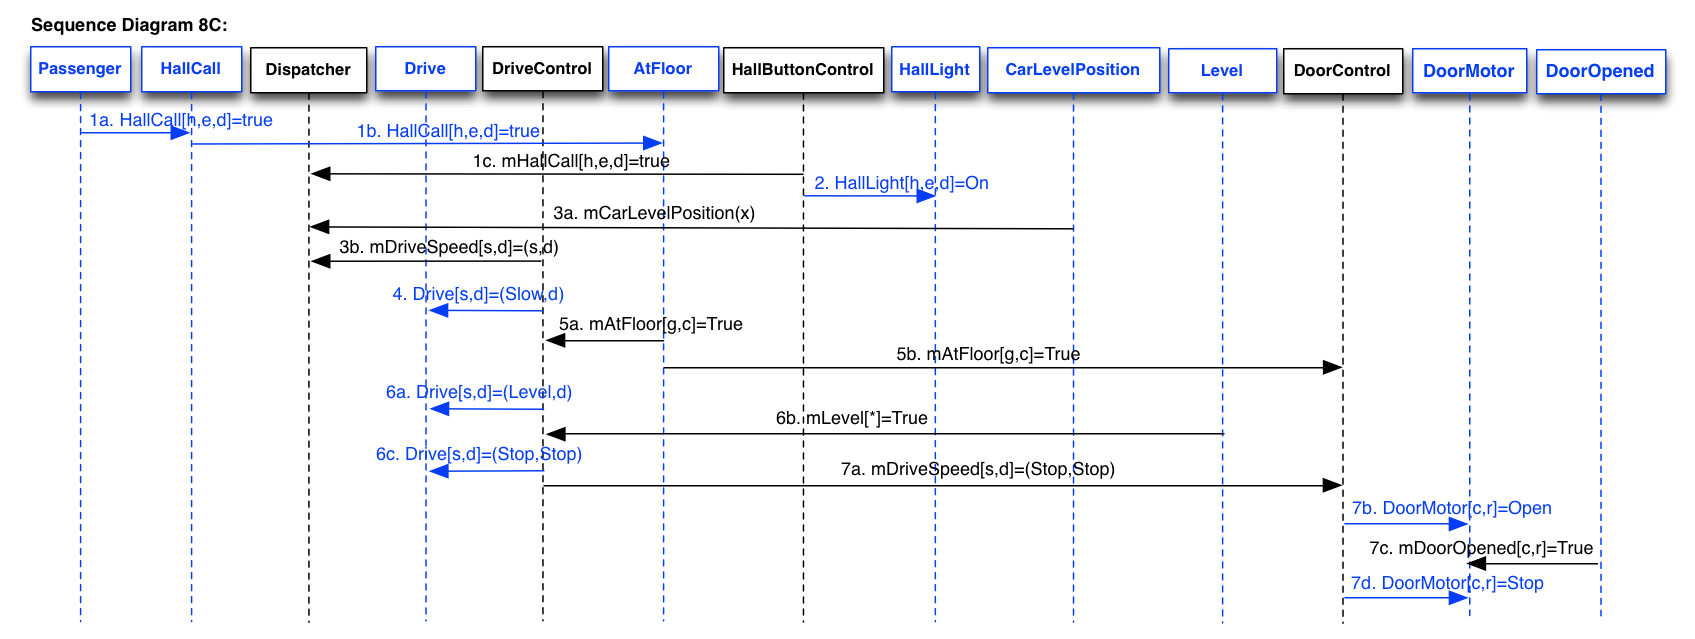 Sequence Diagram 8C:
Passenger
HallCall
Dispatcher
Drive
DriveControl
AtFloor
HallButtonControl
HallLight
CarLevelPosition
Level
DoorControl
DoorMotor
DoorOpened
1a. HallCall[h,e,d]=true
1b. HallCall[h,e,d]=true
1c. mHallCall[h,e,d]=true
2. HallLight[h,e,d]=On
3a. mCarLevelPosition(x)
3b. mDriveSpeed[s,d]=(s,d)
4. Drive[s,d]=(Slow,d)
5a. mAtFloor[g,c]=True
5b. mAtFloor[g,c]=True
6a. Drive[s,d]=(Level,d)
6b. mLevel[*]=True
6c. Drive[s,d]=(Stop,Stop)
7a. mDriveSpeed[s,d]=(Stop,Stop)
7b. DoorMotor[c,r]=Open
7c. mDoorOpened[c,r]=True
7d. DoorMotor[c,r]=Stop